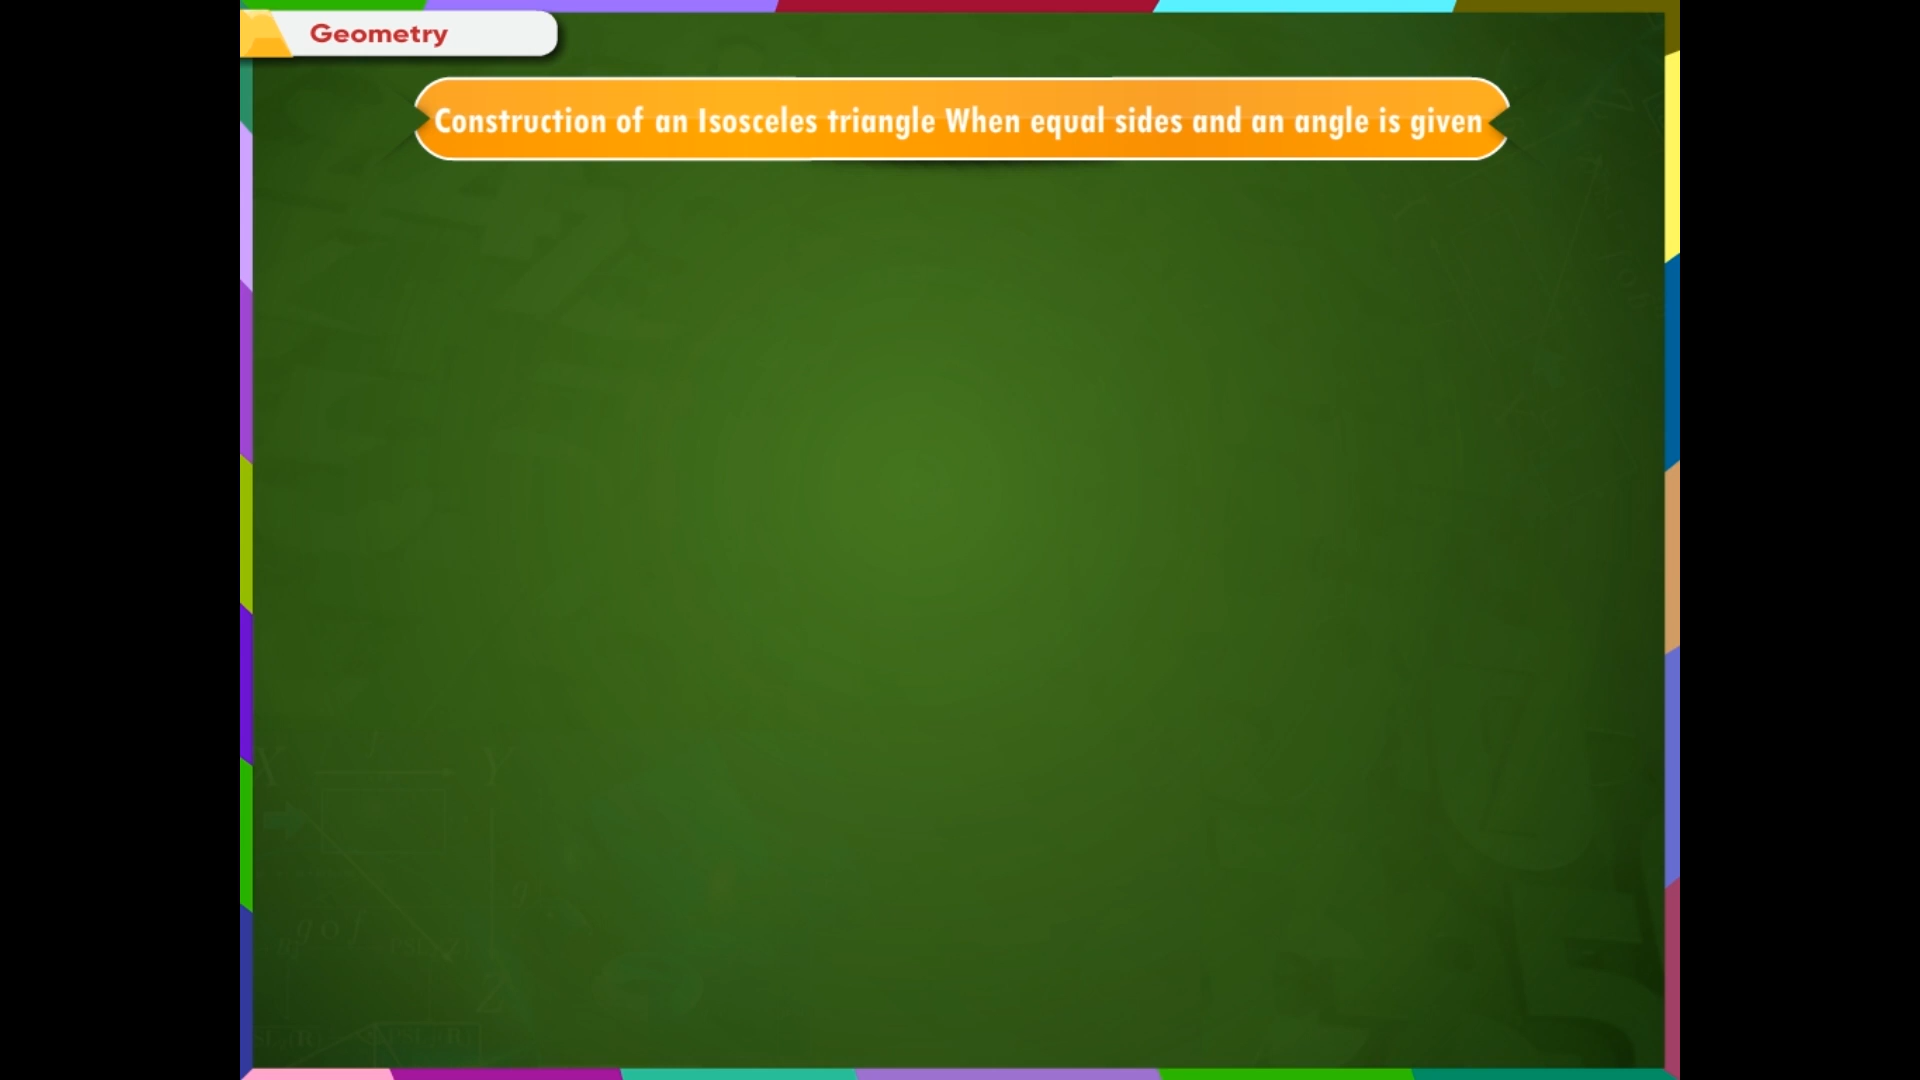 Geometry
Construction of an Isosceles triangle When equal sides and an angle is given
X
Y
g o f
Z